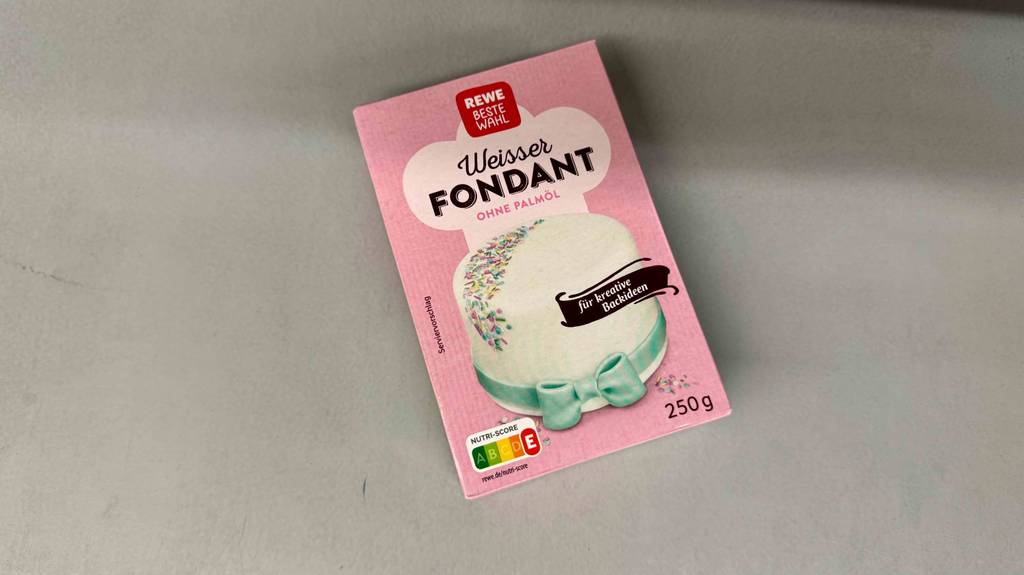 REWE
BESTE
WAHL
Weisser
FONDANT
OHNE PALMÖL
für kreative
Backideen
Serviervorschlag
250 g
NUTRI-SCORE
A B C D E
rewe.de/nutri-score